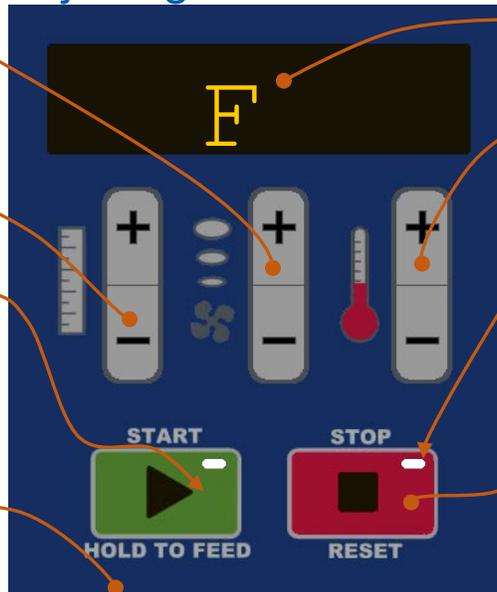 F
+ + +
START STOP
HOLD TO FEED RESET